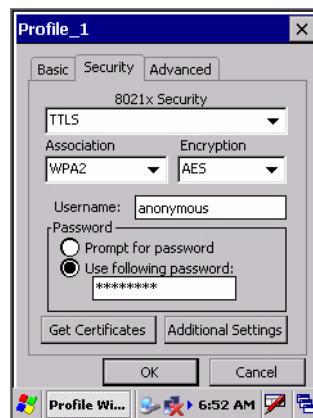 Profile_1
Basic Security Advanced
8021x Security
TTLS
Association Encryption
WPA2 AES
Username: anonymous
Password
Prompt for password
Use following password:
********
Get Certificates Additional Settings
OK Cancel
Profile Wi... 6:52 AM